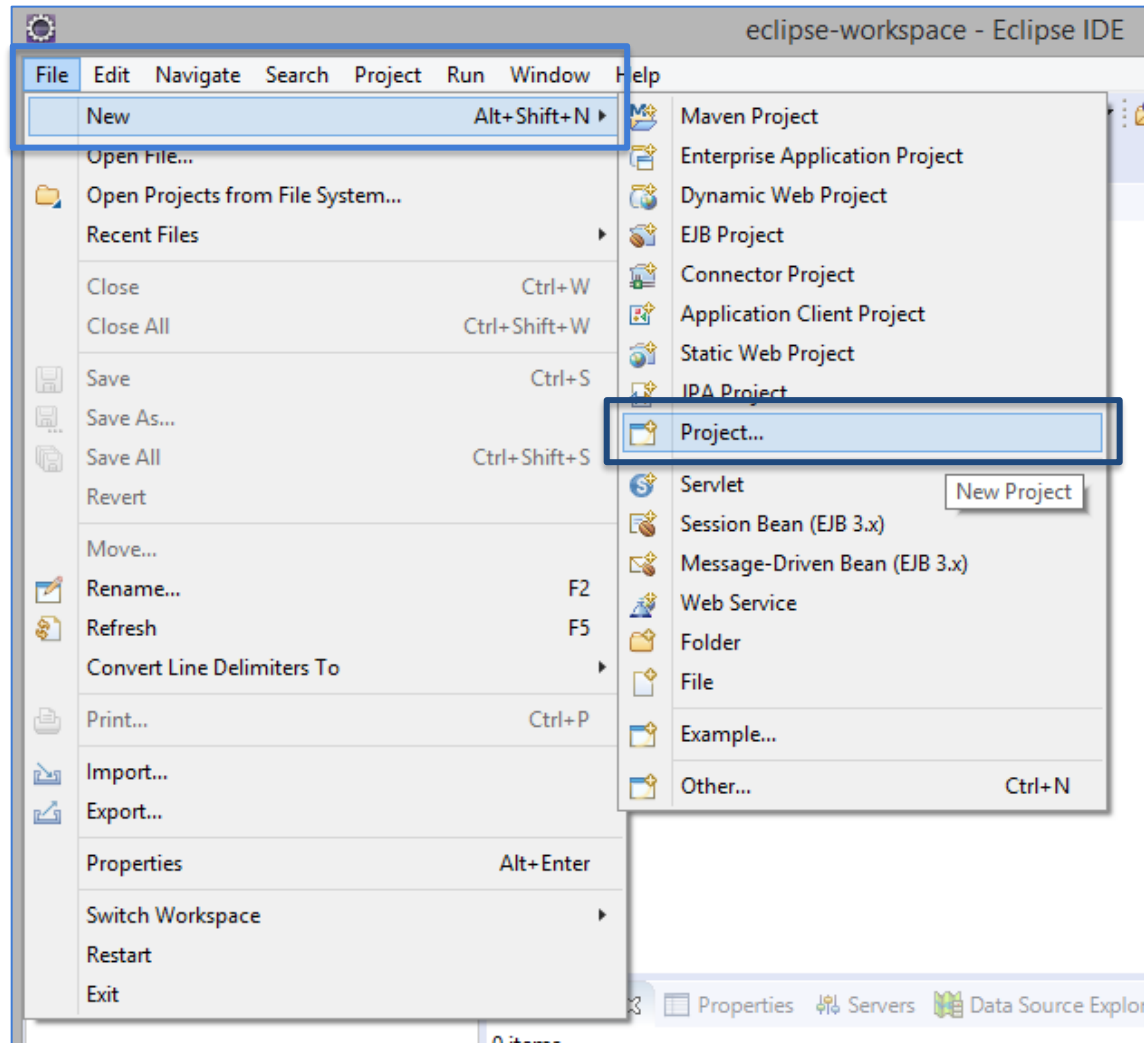 eclipse-workspace - Eclipse IDE
File Edit Navigate Search Project Run Window Help
New Alt+Shift+N
Open File...
Open Projects from File System...
Recent Files
Close Ctrl+W
Close All Ctrl+Shift+W
Save Ctrl+S
Save As...
Save All Ctrl+Shift+S
Revert
Move...
Rename... F2
Refresh F5
Convert Line Delimiters To
Print... Ctrl+P
Import...
Export...
Properties Alt+Enter
Switch Workspace
Restart
Exit
Maven Project
Enterprise Application Project
Dynamic Web Project
EJB Project
Connector Project
Application Client Project
Static Web Project
JPA Project
Project...
New Project
Servlet
Session Bean (EJB 3.x)
Message-Driven Bean (EJB 3.x)
Web Service
Folder
File
Example...
Other... Ctrl+N
Properties Servers Data Source Explor
0 items